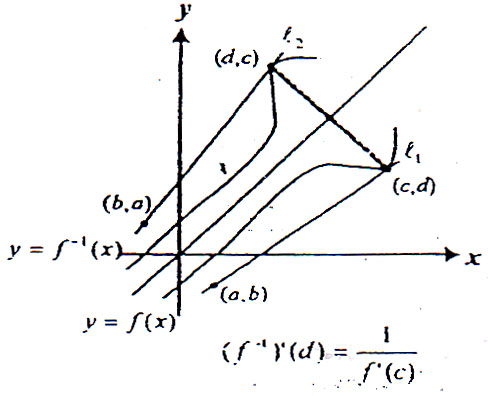 y
ℓ₂
(d,c)
ℓ₁
(c,d)
(b,a)
y = f⁻¹(x)
x
(a,b)
y = f(x)
(f⁻¹)'(d) = 1 / f'(c)